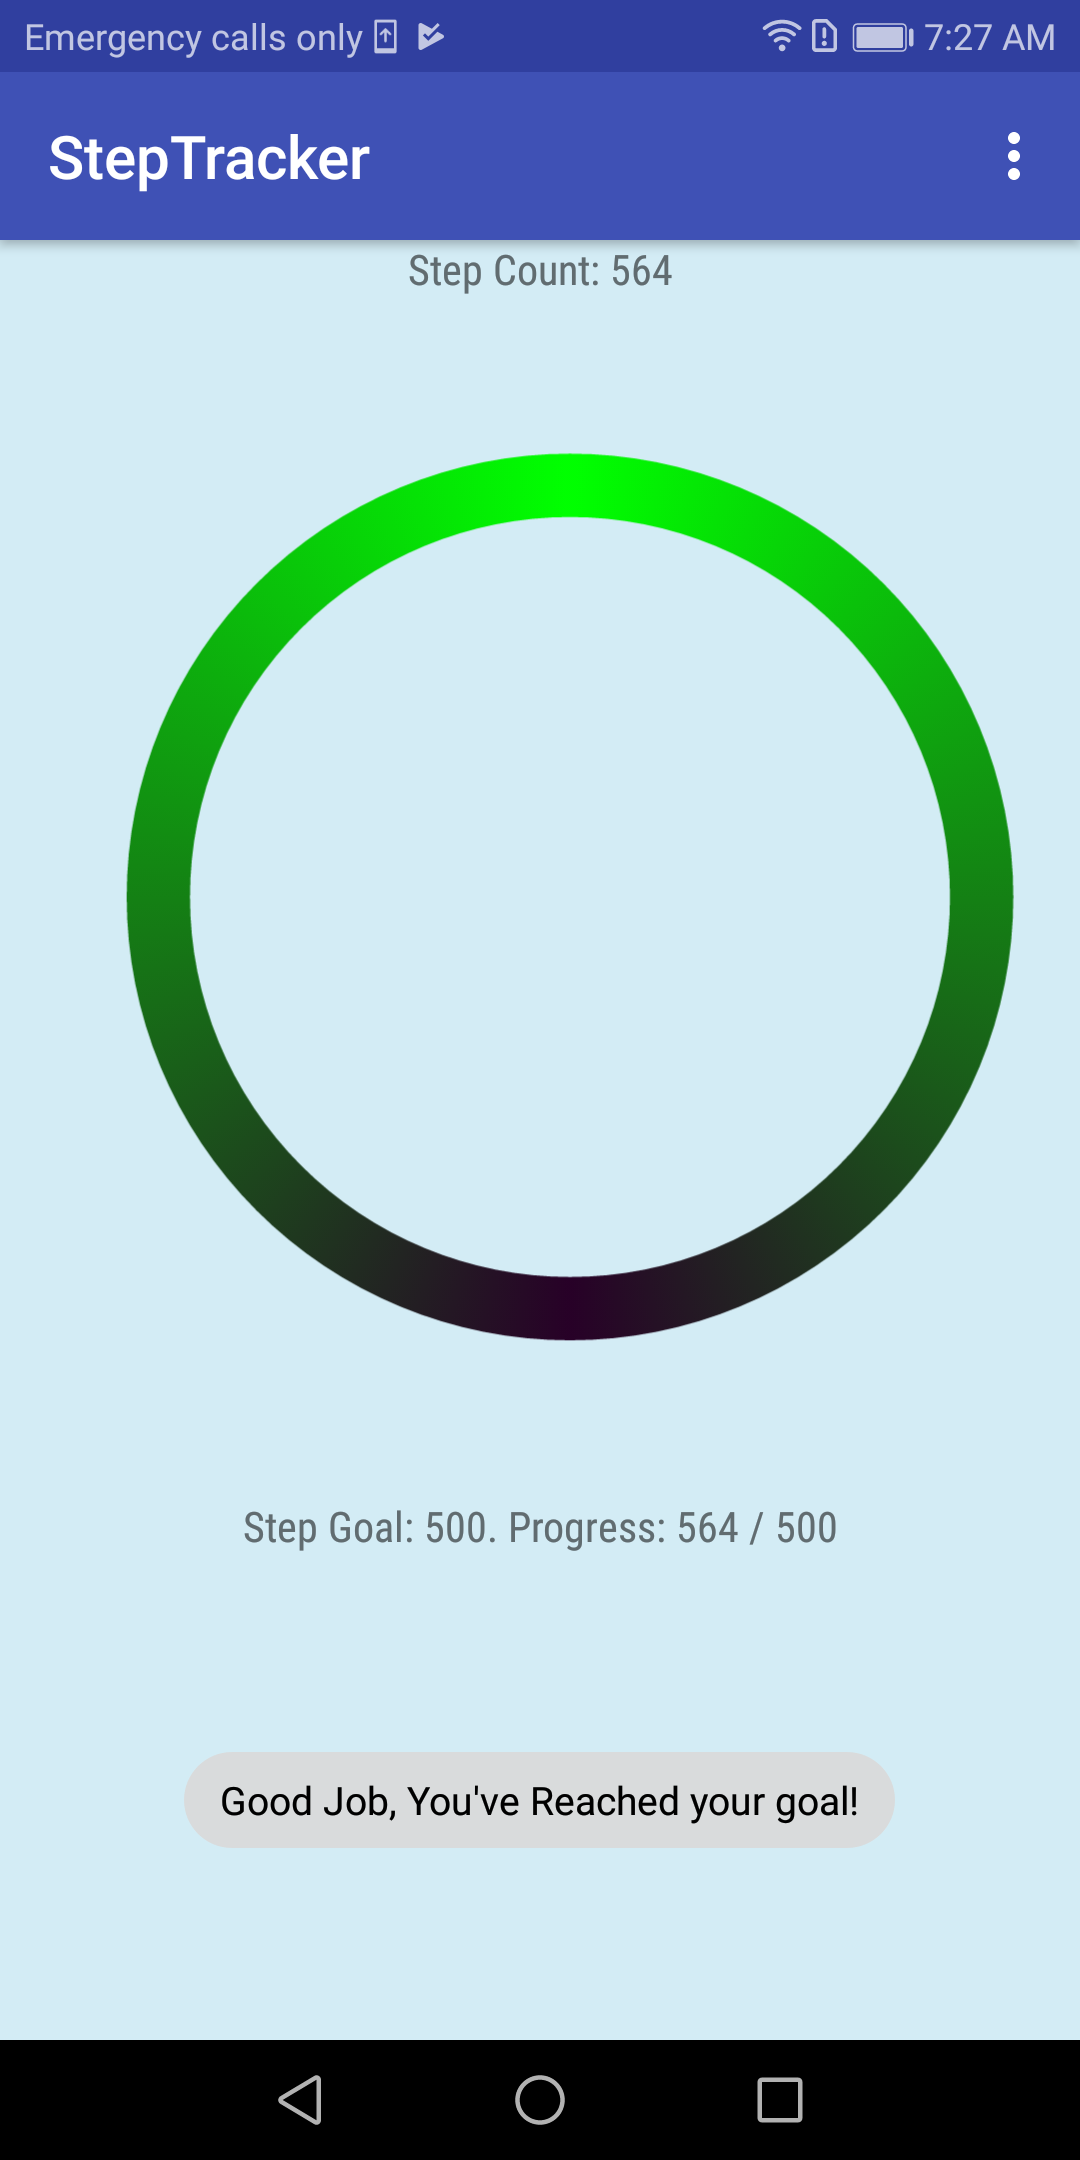 Emergency calls only 7:27 AM
StepTracker
Step Count: 564
Step Goal: 500. Progress: 564 / 500
Good Job, You've Reached your goal!